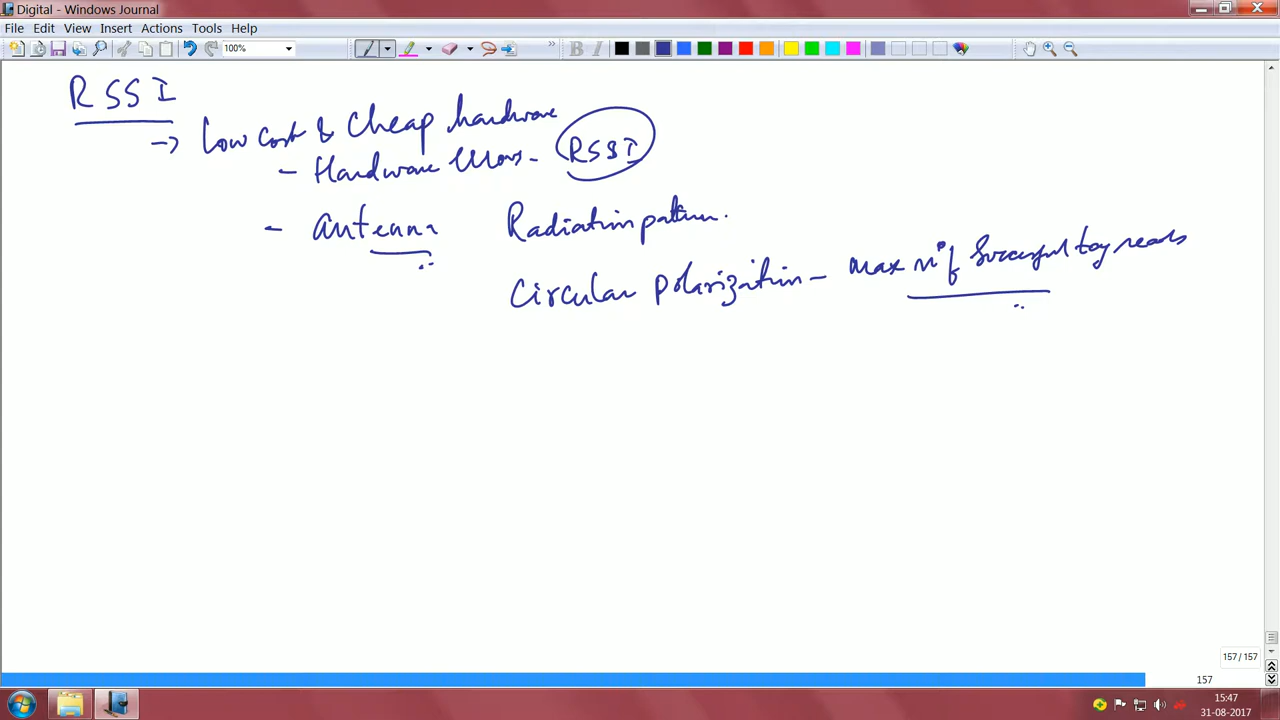 Digital - Windows Journal
File Edit View Insert Actions Tools Help
100%
RSSI
→ Low cost & Cheap hardware
- Hardware Errors - RSSI
- antenna Radiation pattern.
Circular polarization - max nº of Successful tag reads
157 / 157
157
15:47
31-08-2017